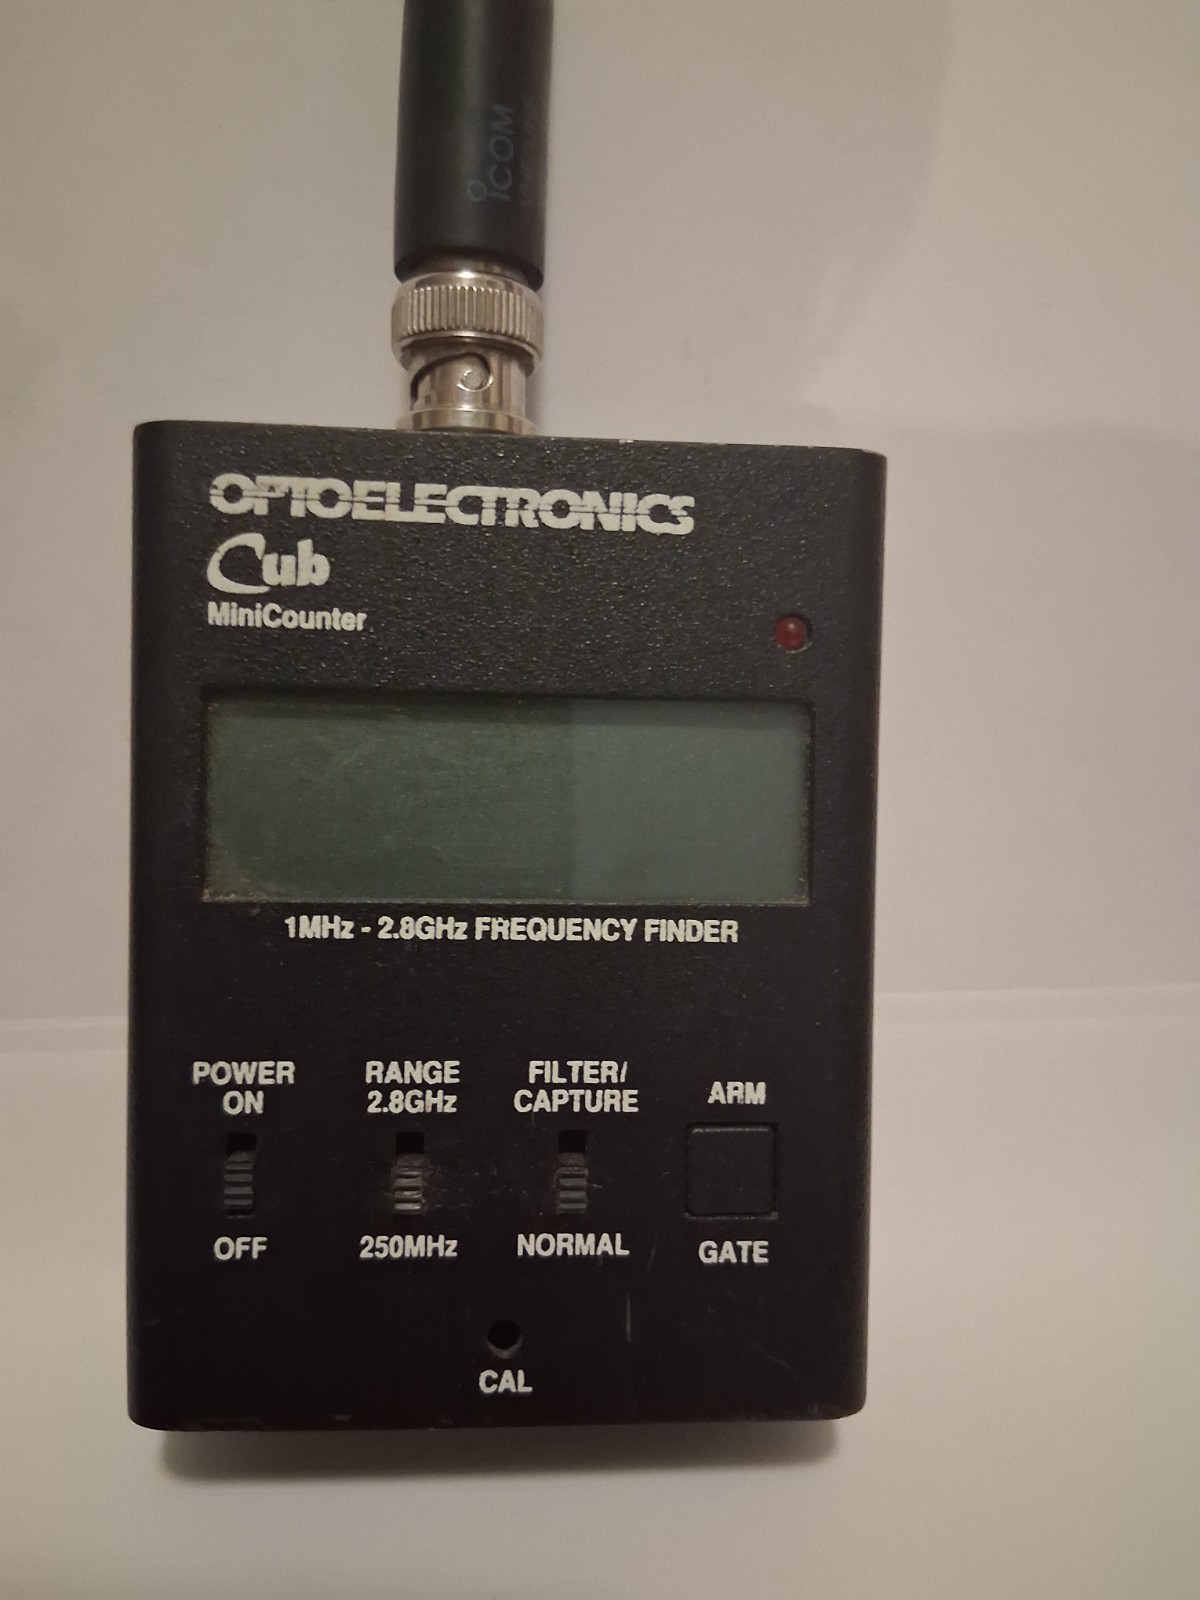 ICOM
OPTOELECTRONICS
Cub
MiniCounter
1MHz - 2.8GHz FREQUENCY FINDER
POWER
ON
RANGE
2.8GHz
FILTER/
CAPTURE
ARM
OFF
250MHz
NORMAL
GATE
CAL